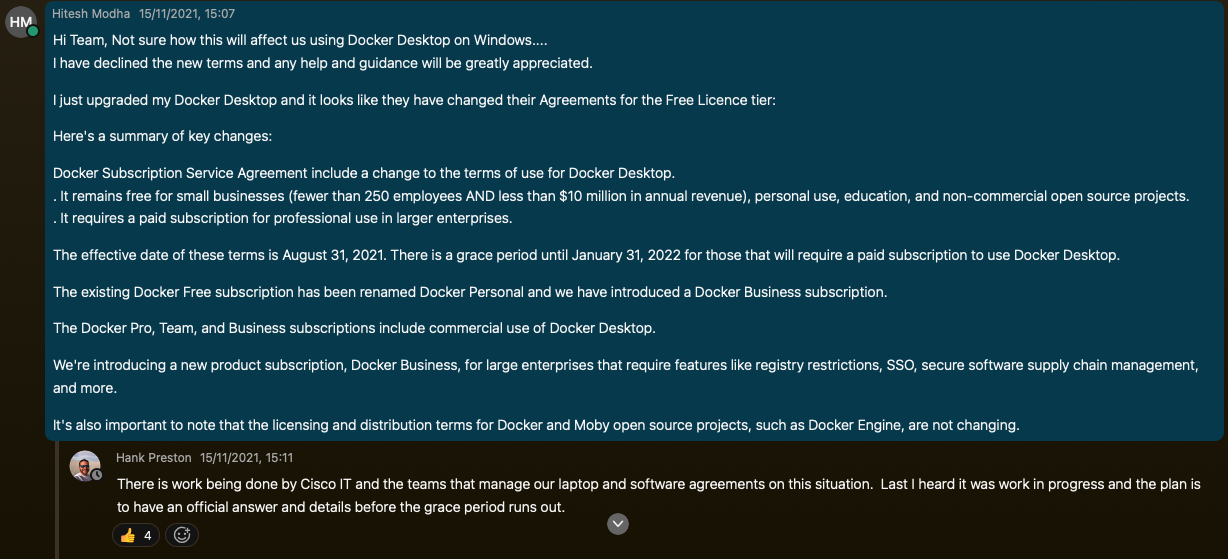 HM
Hitesh Modha 15/11/2021, 15:07
Hi Team, Not sure how this will affect us using Docker Desktop on Windows....
I have declined the new terms and any help and guidance will be greatly appreciated.
I just upgraded my Docker Desktop and it looks like they have changed their Agreements for the Free Licence tier:
Here's a summary of key changes:
Docker Subscription Service Agreement include a change to the terms of use for Docker Desktop.
. It remains free for small businesses (fewer than 250 employees AND less than $10 million in annual revenue), personal use, education, and non-commercial open source projects.
. It requires a paid subscription for professional use in larger enterprises.
The effective date of these terms is August 31, 2021. There is a grace period until January 31, 2022 for those that will require a paid subscription to use Docker Desktop.
The existing Docker Free subscription has been renamed Docker Personal and we have introduced a Docker Business subscription.
The Docker Pro, Team, and Business subscriptions include commercial use of Docker Desktop.
We're introducing a new product subscription, Docker Business, for large enterprises that require features like registry restrictions, SSO, secure software supply chain management,
and more.
It's also important to note that the licensing and distribution terms for Docker and Moby open source projects, such as Docker Engine, are not changing.
Hank Preston 15/11/2021, 15:11
There is work being done by Cisco IT and the teams that manage our laptop and software agreements on this situation.  Last I heard it was work in progress and the plan is
to have an official answer and details before the grace period runs out.
👍 4